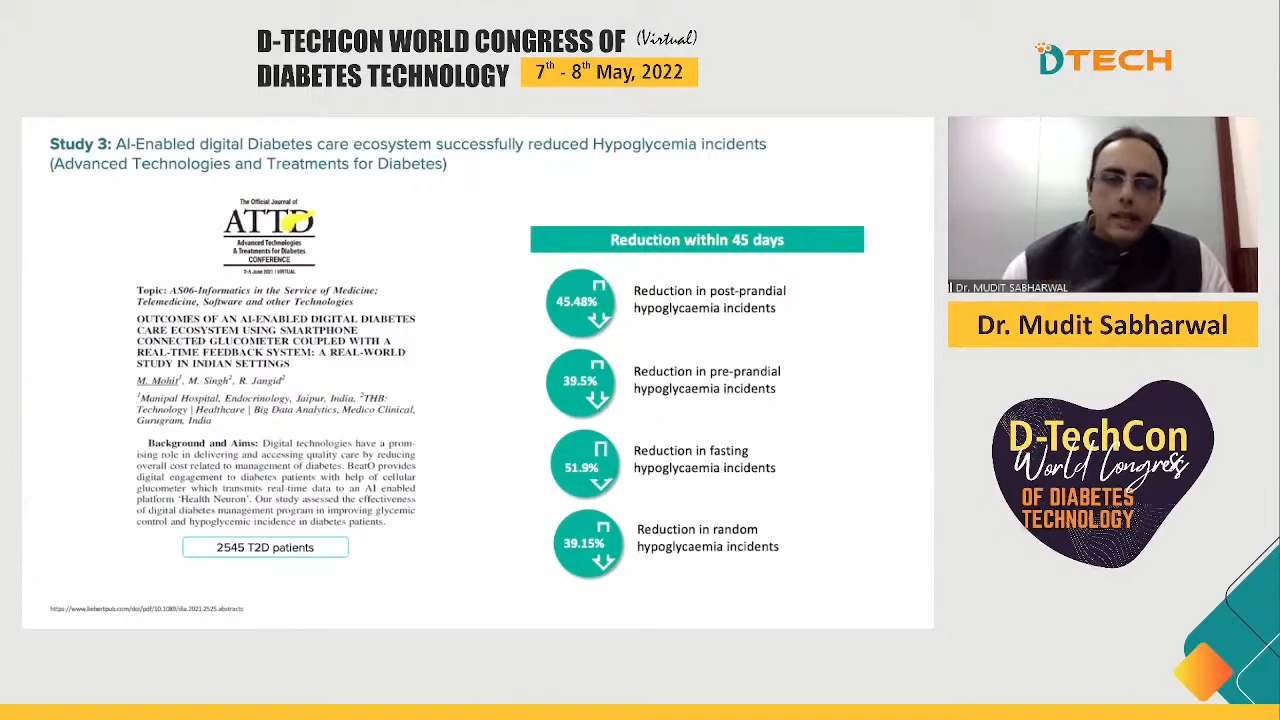 D-TECHCON WORLD CONGRESS OF (Virtual)
DIABETES TECHNOLOGY 7th - 8th May, 2022
DTECH
Study 3: AI-Enabled digital Diabetes care ecosystem successfully reduced Hypoglycemia incidents
(Advanced Technologies and Treatments for Diabetes)
The Official Journal of
ATTD
Advanced Technologies
& Treatments for Diabetes
CONFERENCE
2-5 June 2021 I VIRTUAL
Topic: AS06-Informatics in the Service of Medicine;
Telemedicine, Software and other Technologies
OUTCOMES OF AN AI-ENABLED DIGITAL DIABETES
CARE ECOSYSTEM USING SMARTPHONE
CONNECTED GLUCOMETER COUPLED WITH A
REAL-TIME FEEDBACK SYSTEM: A REAL-WORLD
STUDY IN INDIAN SETTINGS
M. Mohit1, M. Singh2, R. Jangid2
1Manipal Hospital, Endocrinology, Jaipur, India, 2THB:
Technology | Healthcare | Big Data Analytics, Medico Clinical,
Gurugram, India
Background and Aims: Digital technologies have a prom-
ising role in delivering and accessing quality care by reducing
overall cost related to management of diabetes. BeatO provides
digital engagement to diabetes patients with help of cellular
glucometer which transmits real-time data to an AI enabled
platform 'Health Neuron'. Our study assessed the effectiveness
of digital diabetes management program in improving glycemic
control and hypoglycemic incidence in diabetes patients.
2545 T2D patients
https://www.liebertpub.com/doi/pdf/10.1089/dia.2021.2525.abstracts
Reduction within 45 days
45.48%
Reduction in post-prandial
hypoglycaemia incidents
39.5%
Reduction in pre-prandial
hypoglycaemia incidents
51.9%
Reduction in fasting
hypoglycaemia incidents
39.15%
Reduction in random
hypoglycaemia incidents
Dr. MUDIT SABHARWAL
Dr. Mudit Sabharwal
D-TechCon
World Congress
OF DIABETES
TECHNOLOGY